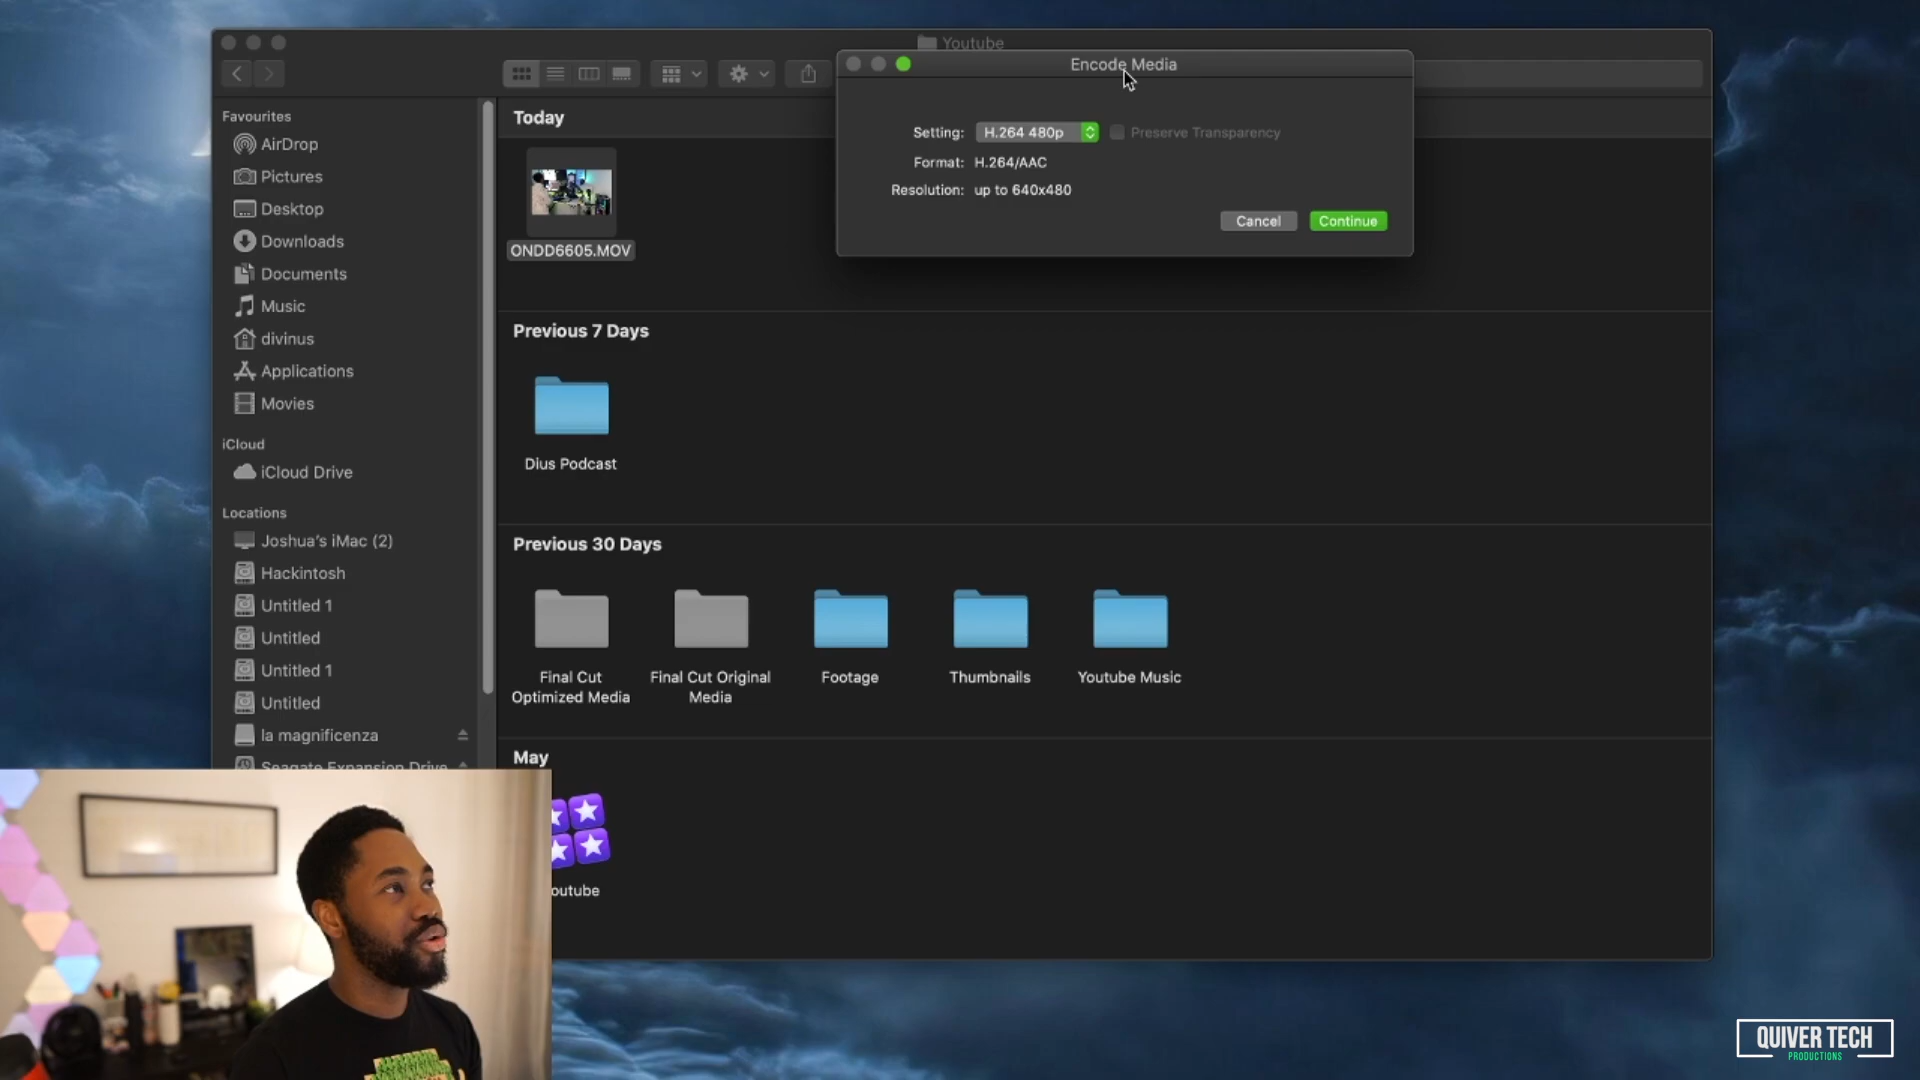 Youtube
Encode Media
Favourites
AirDrop
Pictures
Desktop
Downloads
Documents
Music
divinus
Applications
Movies
iCloud
iCloud Drive
Locations
Joshua's iMac (2)
Hackintosh
Untitled 1
Untitled
Untitled 1
Untitled
la magnificenza
Seagate Expansion Drive
Today
ONDD6605.MOV
Setting: H.264 480p Preserve Transparency
Format: H.264/AAC
Resolution: up to 640x480
Cancel Continue
Previous 7 Days
Dius Podcast
Previous 30 Days
Final Cut
Optimized Media
Final Cut Original
Media
Footage
Thumbnails
Youtube Music
May
outube
QUIVER TECH
PRODUCTIONS